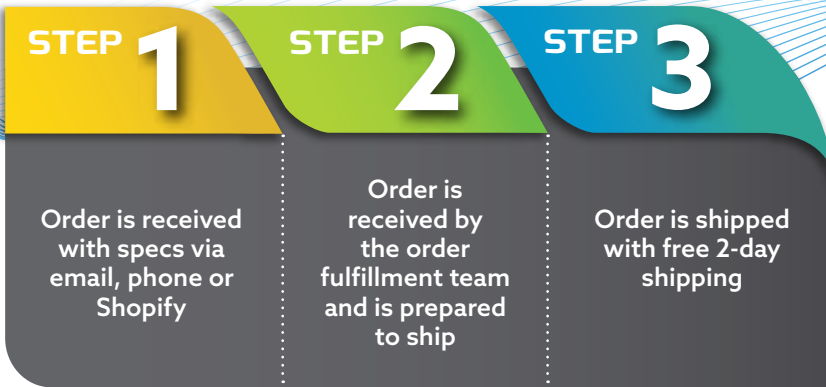 STEP 1
Order is received
with specs via
email, phone or
Shopify
STEP 2
Order is
received by
the order
fulfillment team
and is prepared
to ship
STEP 3
Order is shipped
with free 2-day
shipping